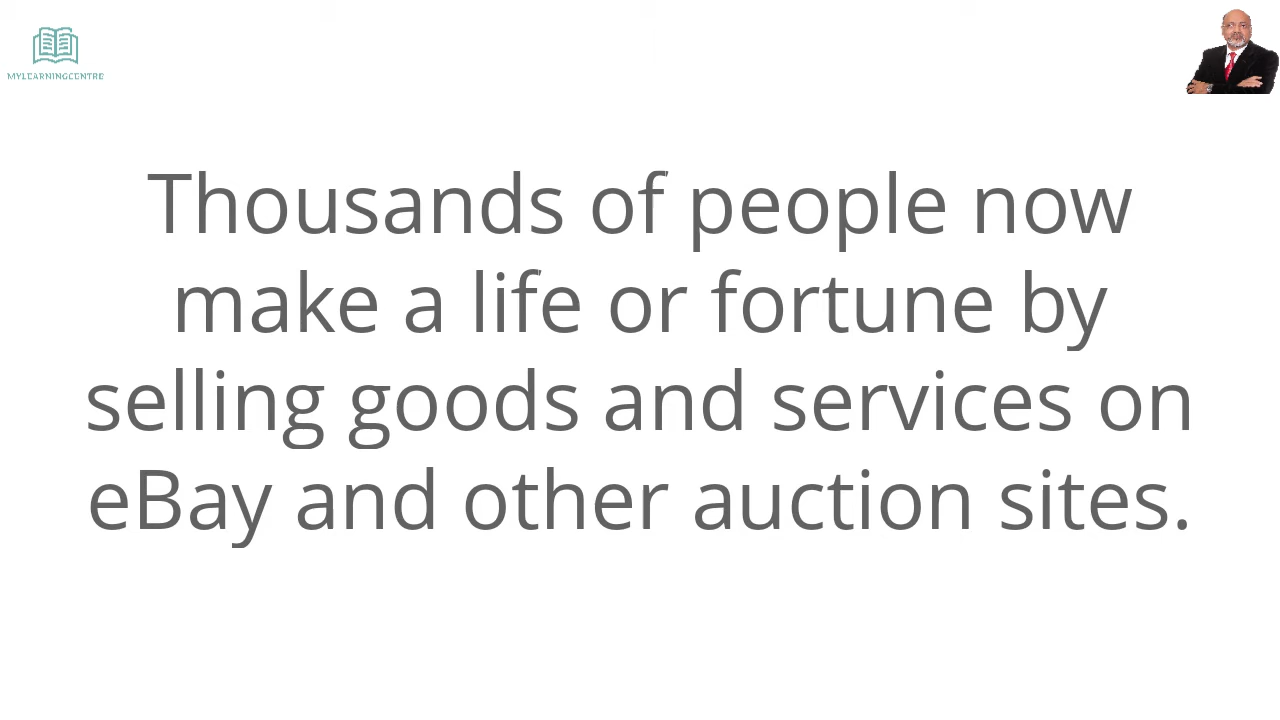 MYLEARNINGCENTRE
Thousands of people now
make a life or fortune by
selling goods and services on
eBay and other auction sites.